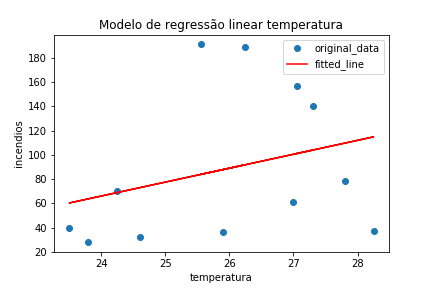 Modelo de regressão linear temperatura
original_data
fitted_line
incendios
180
160
140
120
100
80
60
40
20
24 25 26 27 28
temperatura